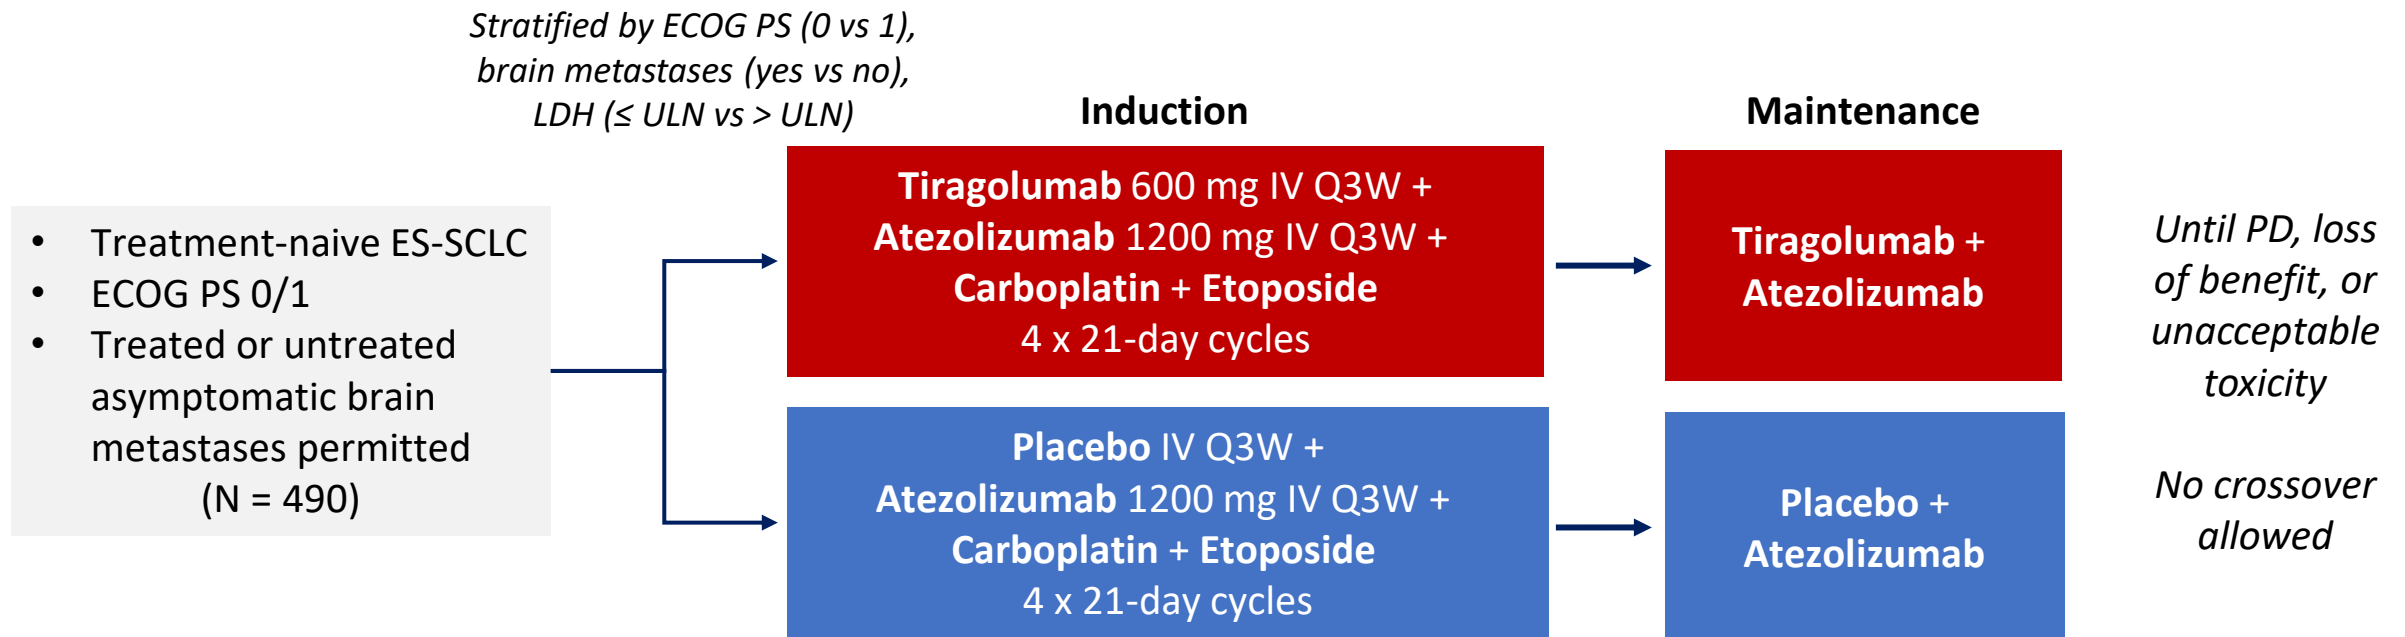 Stratified by ECOG PS (0 vs 1),
brain metastases (yes vs no),
LDH (≤ ULN vs > ULN)
Induction
Maintenance
• Treatment-naive ES-SCLC
• ECOG PS 0/1
• Treated or untreated
asymptomatic brain
metastases permitted
(N = 490)
Tiragolumab 600 mg IV Q3W +
Atezolizumab 1200 mg IV Q3W +
Carboplatin + Etoposide
4 x 21-day cycles
Tiragolumab +
Atezolizumab
Placebo IV Q3W +
Atezolizumab 1200 mg IV Q3W +
Carboplatin + Etoposide
4 x 21-day cycles
Placebo +
Atezolizumab
Until PD, loss
of benefit, or
unacceptable
toxicity
No crossover
allowed